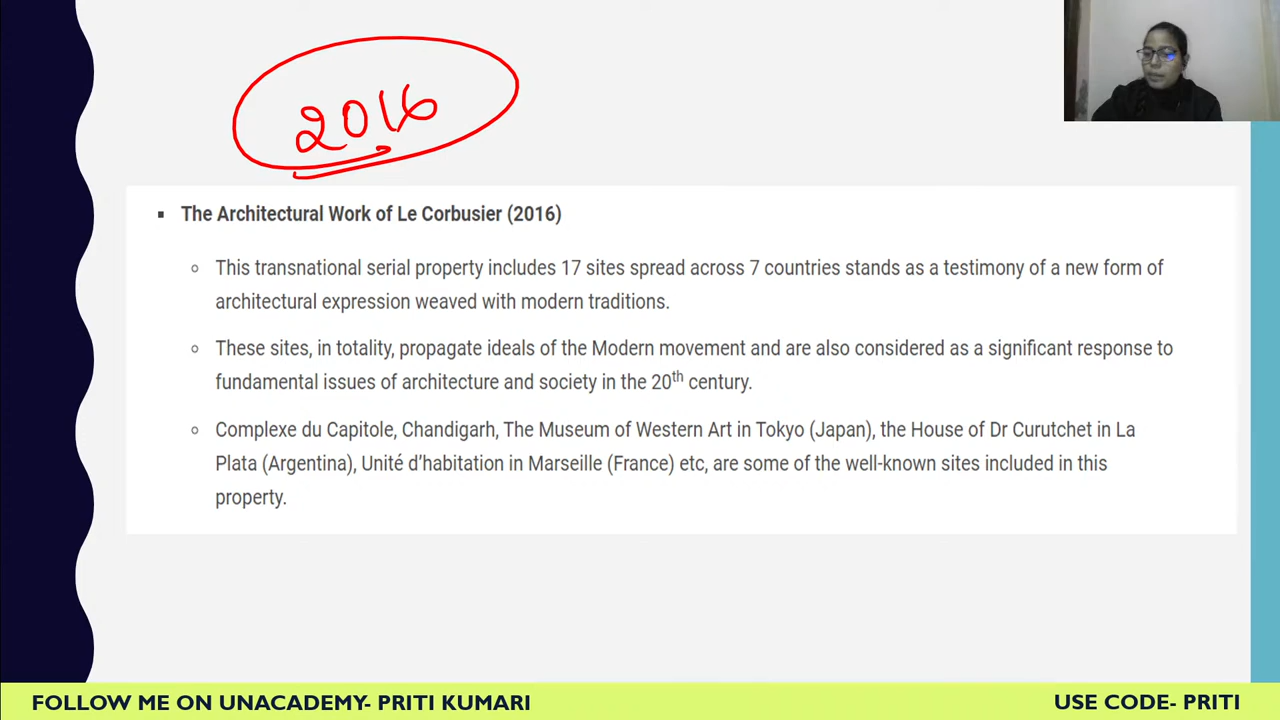 2016
▪ The Architectural Work of Le Corbusier (2016)
○ This transnational serial property includes 17 sites spread across 7 countries stands as a testimony of a new form of
architectural expression weaved with modern traditions.
○ These sites, in totality, propagate ideals of the Modern movement and are also considered as a significant response to
fundamental issues of architecture and society in the 20th century.
○ Complexe du Capitole, Chandigarh, The Museum of Western Art in Tokyo (Japan), the House of Dr Curutchet in La
Plata (Argentina), Unité d’habitation in Marseille (France) etc, are some of the well-known sites included in this
property.
FOLLOW ME ON UNACADEMY- PRITI KUMARI
USE CODE- PRITI